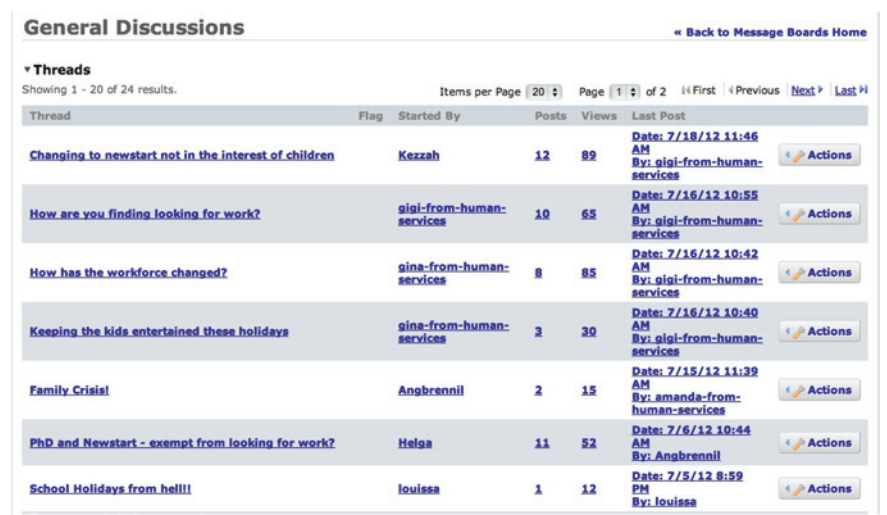 General Discussions
« Back to Message Boards Home
Threads
Showing 1 - 20 of 24 results.
Items per Page 20 Page 1 of 2 First Previous Next Last
Thread Flag Started By Posts Views Last Post
Changing to newstart not in the interest of children Kezzah 12 89 Date: 7/18/12 11:46
AM
By: gigi-from-human-
services
Actions
How are you finding looking for work? gigi-from-human-
services
10 65 Date: 7/16/12 10:55
AM
By: gigi-from-human-
services
Actions
How has the workforce changed? gina-from-human-
services
8 85 Date: 7/16/12 10:42
AM
By: gigi-from-human-
services
Actions
Keeping the kids entertained these holidays gina-from-human-
services
3 30 Date: 7/16/12 10:40
AM
By: gigi-from-human-
services
Actions
Family Crisis! Angbrennil 2 15 Date: 7/15/12 11:39
AM
By: amanda-from-
human-services
Actions
PhD and Newstart - exempt from looking for work? Helga 11 52 Date: 7/6/12 10:44
AM
By: Angbrennil
Actions
School Holidays from hell!! louissa 1 12 Date: 7/5/12 8:59
PM
By: louissa
Actions